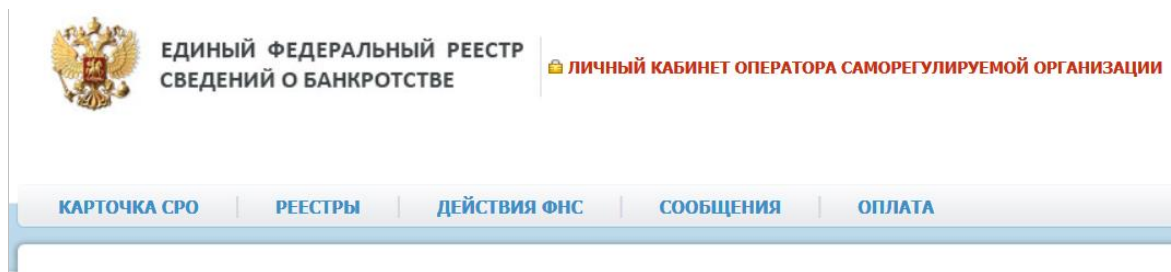 ЕДИНЫЙ ФЕДЕРАЛЬНЫЙ РЕЕСТР
СВЕДЕНИЙ О БАНКРОТСТВЕ
ЛИЧНЫЙ КАБИНЕТ ОПЕРАТОРА САМОРЕГУЛИРУЕМОЙ ОРГАНИЗАЦИИ
КАРТОЧКА СРО РЕЕСТРЫ ДЕЙСТВИЯ ФНС СООБЩЕНИЯ ОПЛАТА